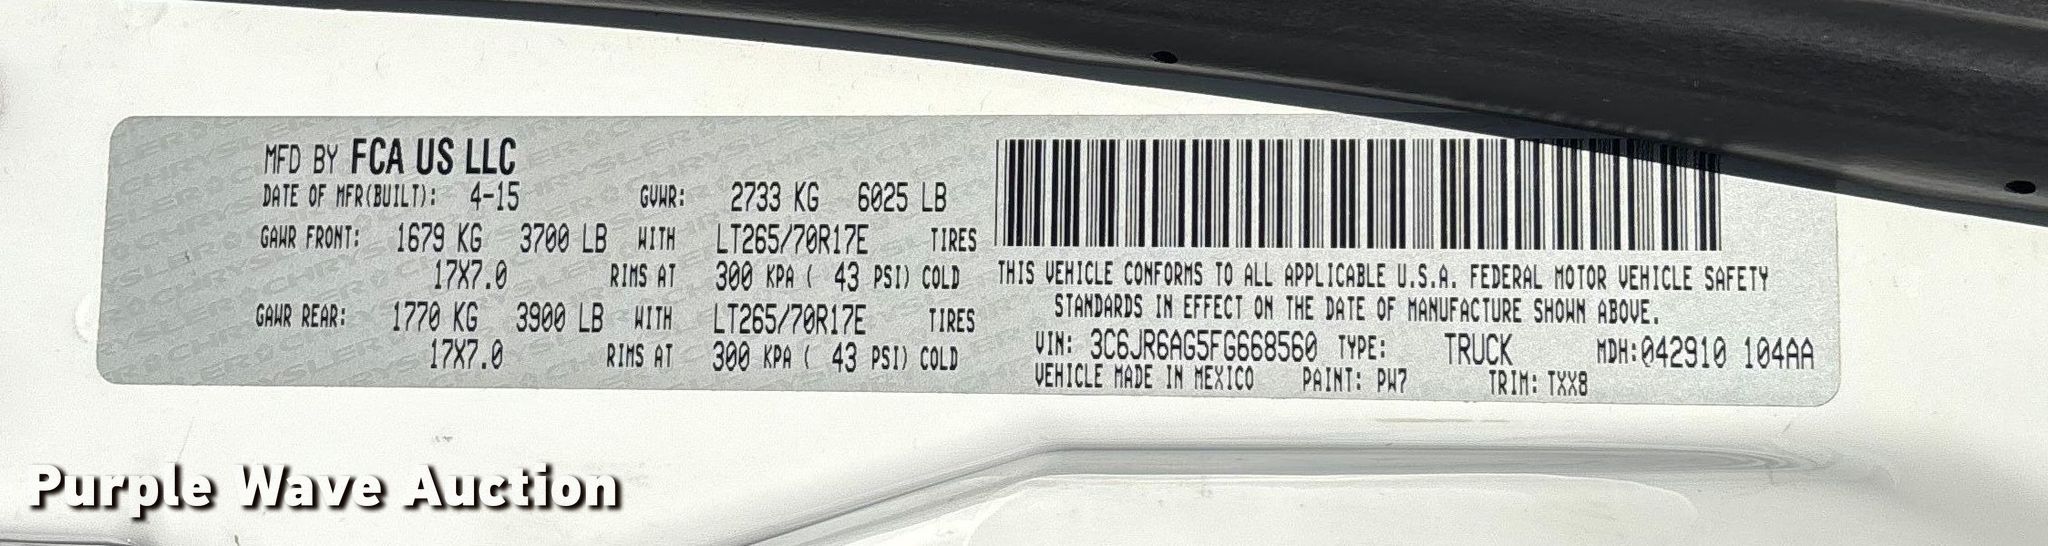 MFD BY FCA US LLC
DATE OF MFR(BUILT): 4-15 GVWR: 2733 KG 6025 LB
GAWR FRONT: 1679 KG 3700 LB WITH LT265/70R17E TIRES
17X7.0 RIMS AT 300 KPA ( 43 PSI) COLD
GAWR REAR: 1770 KG 3900 LB WITH LT265/70R17E TIRES
17X7.0 RIMS AT 300 KPA ( 43 PSI) COLD
THIS VEHICLE CONFORMS TO ALL APPLICABLE U.S.A. FEDERAL MOTOR VEHICLE SAFETY
STANDARDS IN EFFECT ON THE DATE OF MANUFACTURE SHOWN ABOVE.
VIN: 3C6JR6AG5FG668560 TYPE: TRUCK MDH:042910 104AA
VEHICLE MADE IN MEXICO PAINT: PW7 TRIM: TXX8
Purple Wave Auction